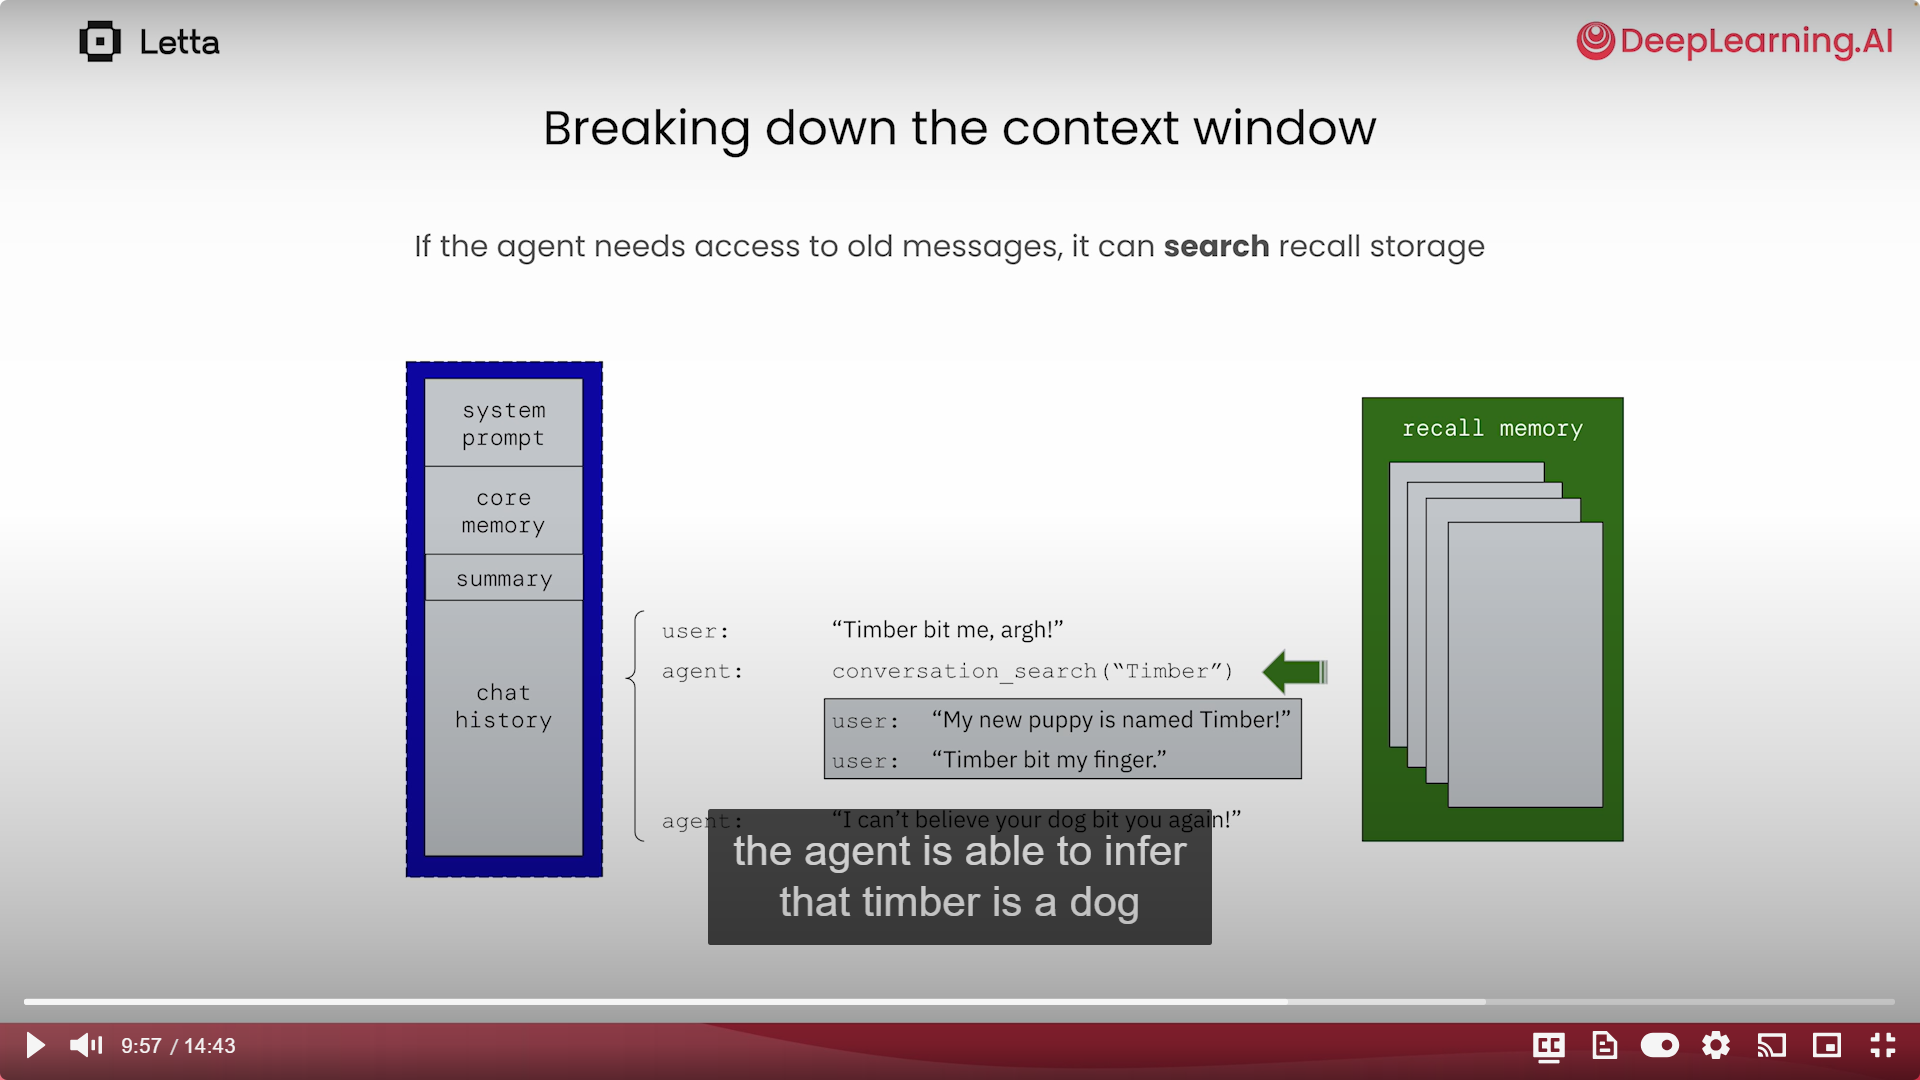 Letta
DeepLearning.AI
Breaking down the context window
If the agent needs access to old messages, it can search recall storage
system
prompt
core
memory
summary
chat
history
user: “Timber bit me, argh!”
agent: conversation_search(“Timber”)
user: “My new puppy is named Timber!”
user: “Timber bit my finger.”
agent: “I can’t believe your dog bit you again!”
recall memory
the agent is able to infer
that timber is a dog
9:57 / 14:43
CC